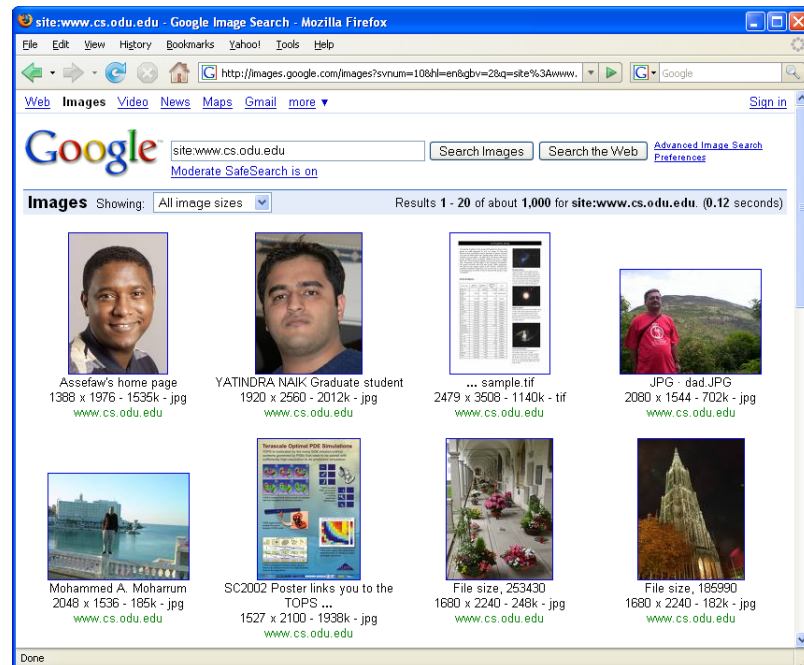 site:www.cs.odu.edu - Google Image Search - Mozilla Firefox
File Edit View History Bookmarks Yahoo! Tools Help
http://images.google.com/images?svnum=10&hl=en&gbv=2&q=site%3Awww. Google
Web Images Video News Maps Gmail more ▼ Sign in
Google™ site:www.cs.odu.edu Search Images Search the Web Advanced Image Search
Preferences
Moderate SafeSearch is on
Images Showing: All image sizes Results 1 - 20 of about 1,000 for site:www.cs.odu.edu. (0.12 seconds)
Assefaw's home page
1388 x 1976 - 1535k - jpg
www.cs.odu.edu
YATINDRA NAIK Graduate student
1920 x 2560 - 2012k - jpg
www.cs.odu.edu
... sample.tif
2479 x 3508 - 1140k - tif
www.cs.odu.edu
JPG · dad.JPG
2080 x 1544 - 702k - jpg
www.cs.odu.edu
Terascale Optimal PDE Simulations
Mohammed A. Moharrum
2048 x 1536 - 185k - jpg
www.cs.odu.edu
SC2002 Poster links you to the
TOPS ...
1527 x 2100 - 1938k - jpg
www.cs.odu.edu
File size, 253430
1680 x 2240 - 248k - jpg
www.cs.odu.edu
File size, 185990
1680 x 2240 - 182k - jpg
www.cs.odu.edu
Done